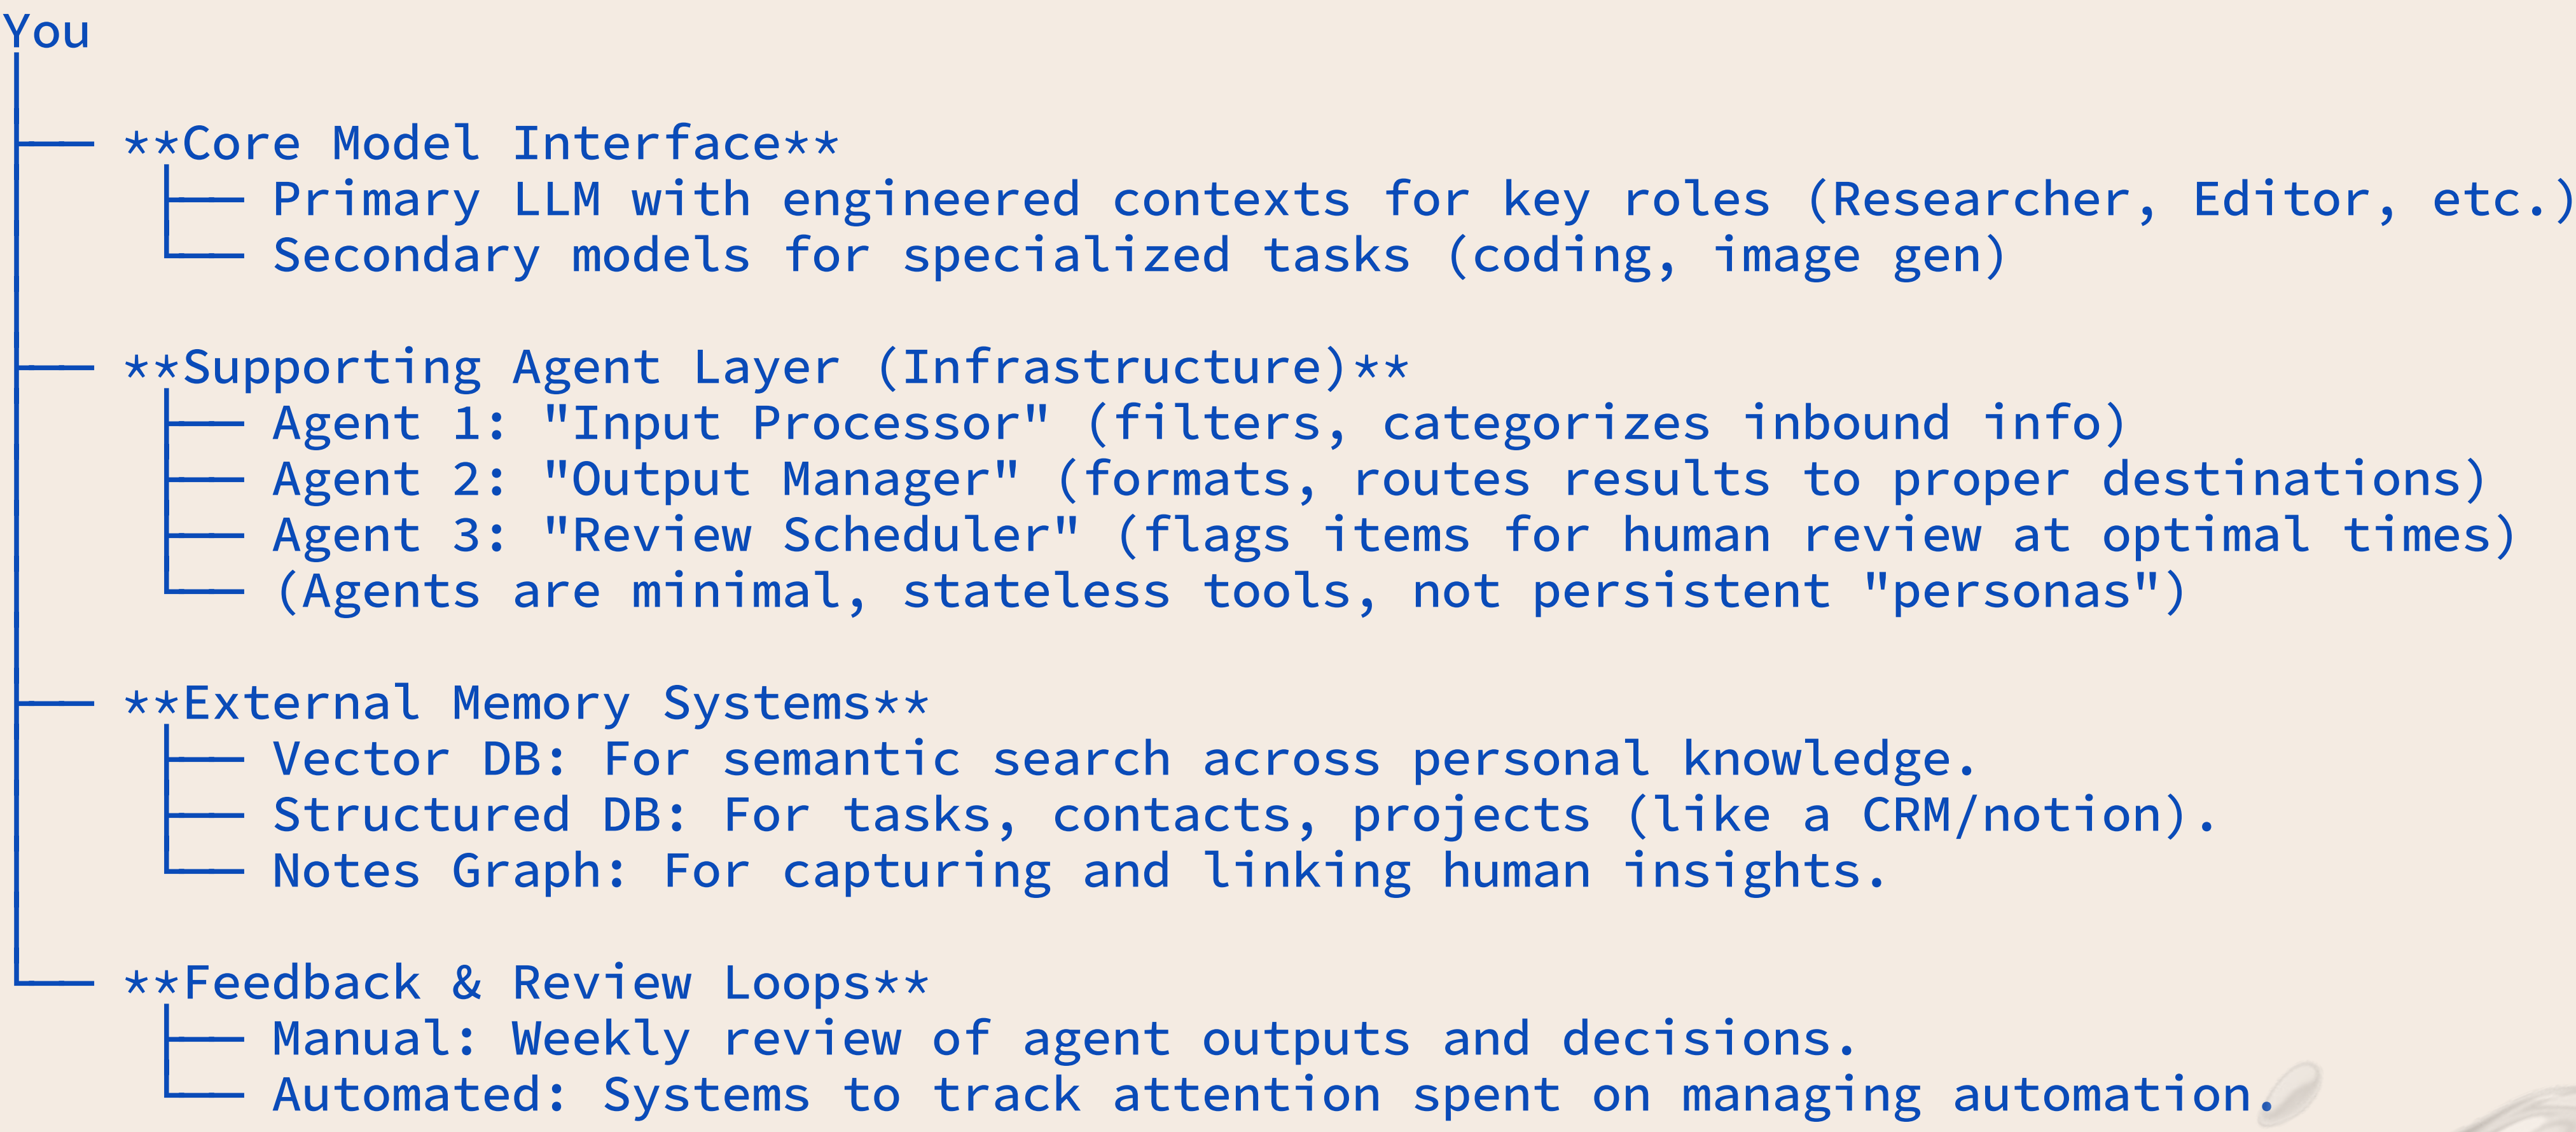 You
**Core Model Interface**
Primary LLM with engineered contexts for key roles (Researcher, Editor, etc.)
Secondary models for specialized tasks (coding, image gen)
**Supporting Agent Layer (Infrastructure)**
Agent 1: "Input Processor" (filters, categorizes inbound info)
Agent 2: "Output Manager" (formats, routes results to proper destinations)
Agent 3: "Review Scheduler" (flags items for human review at optimal times)
(Agents are minimal, stateless tools, not persistent "personas")
**External Memory Systems**
Vector DB: For semantic search across personal knowledge.
Structured DB: For tasks, contacts, projects (like a CRM/notion).
Notes Graph: For capturing and linking human insights.
**Feedback & Review Loops**
Manual: Weekly review of agent outputs and decisions.
Automated: Systems to track attention spent on managing automation.